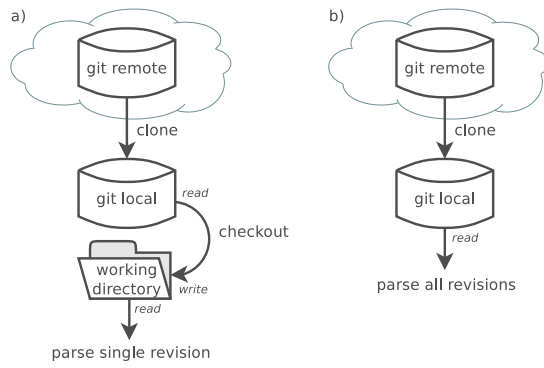 a)
git remote
clone
git local
read
checkout
working
directory
write
read
parse single revision
b)
git remote
clone
git local
read
parse all revisions